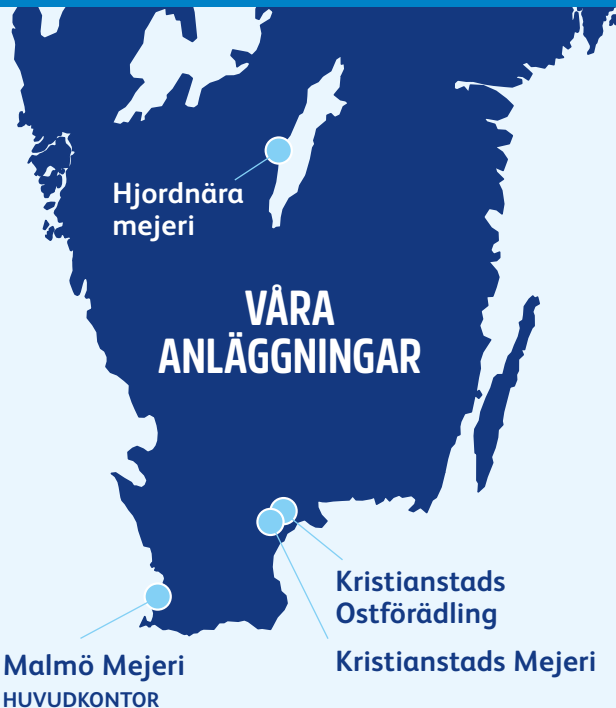 Hjordnära
mejeri
VÅRA
ANLÄGGNINGAR
Kristianstads
Ostförädling
Kristianstads Mejeri
Malmö Mejeri
HUVUDKONTOR